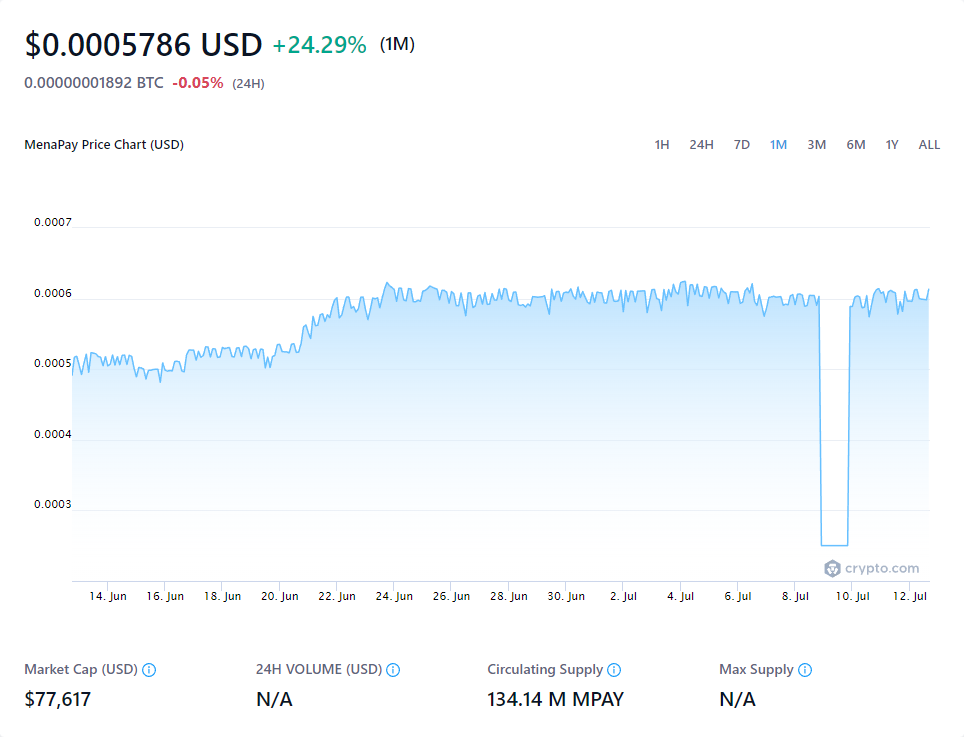 $0.0005786 USD +24.29% (1M)
0.00000001892 BTC -0.05% (24H)
MenaPay Price Chart (USD) 1H 24H 7D 1M 3M 6M 1Y ALL
0.0007
0.0006
0.0005
0.0004
0.0003
crypto.com
14. Jun 16. Jun 18. Jun 20. Jun 22. Jun 24. Jun 26. Jun 28. Jun 30. Jun 2. Jul 4. Jul 6. Jul 8. Jul 10. Jul 12. Jul
Market Cap (USD) 24H VOLUME (USD) Circulating Supply Max Supply
$77,617 N/A 134.14 M MPAY N/A